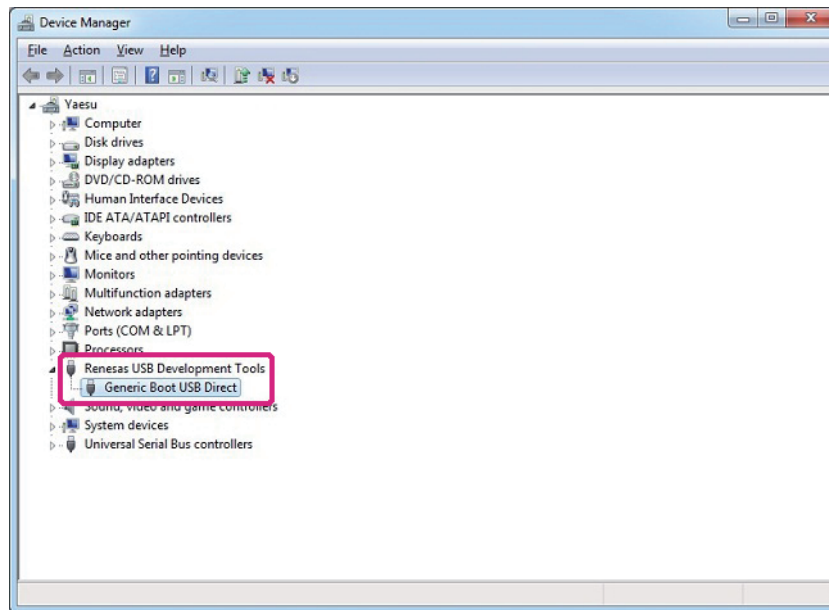 Device Manager
File Action View Help
Yaesu
Computer
Disk drives
Display adapters
DVD/CD-ROM drives
Human Interface Devices
IDE ATA/ATAPI controllers
Keyboards
Mice and other pointing devices
Monitors
Multifunction adapters
Network adapters
Ports (COM & LPT)
Processors
Renesas USB Development Tools
Generic Boot USB Direct
Sound, video and game controllers
System devices
Universal Serial Bus controllers